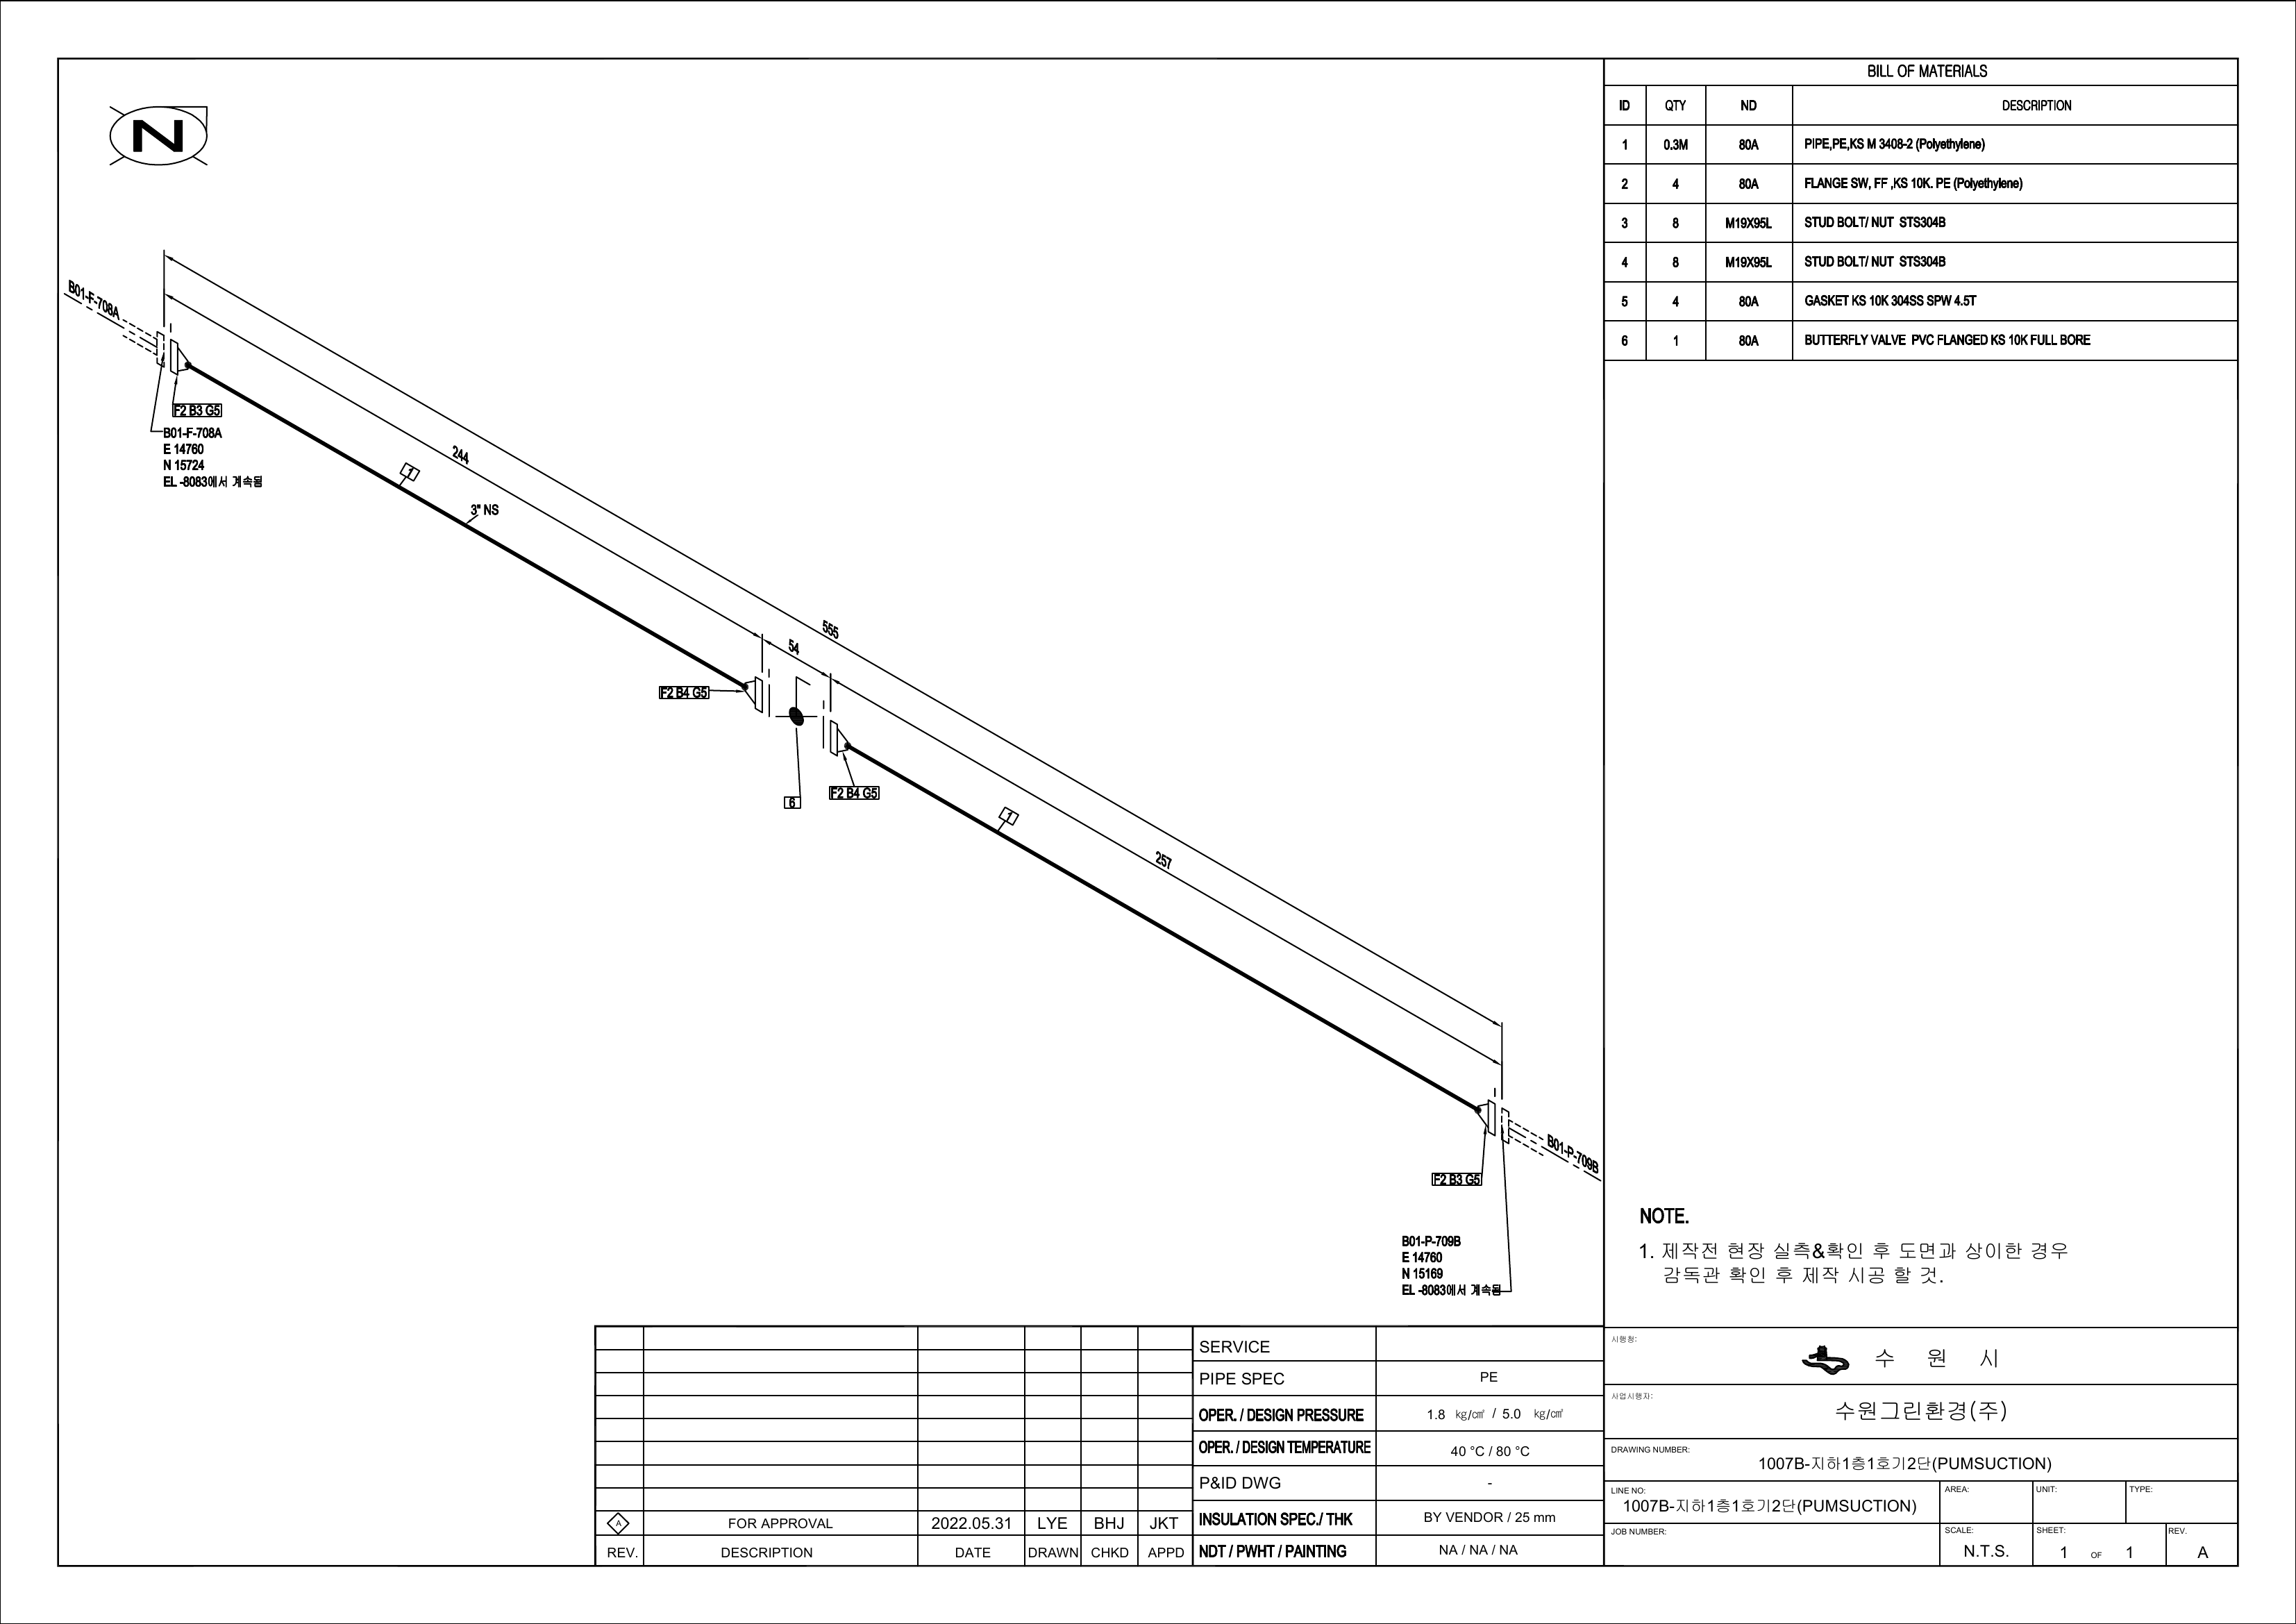 N
B01-F-708A
F2 B3 G5
B01-F-708A
E 14760
N 15724
EL -8083에서 계속됨
244
1
3" NS
555
54
F2 B4 G5
6
F2 B4 G5
1
257
F2 B3 G5
B01-P-709B
B01-P-709B
E 14760
N 15169
EL -8083에서 계속됨
BILL OF MATERIALS
ID QTY ND DESCRIPTION
1 0.3M 80A PIPE,PE,KS M 3408-2 (Polyethylene)
2 4 80A FLANGE SW, FF ,KS 10K. PE (Polyethylene)
3 8 M19X95L STUD BOLT/ NUT STS304B
4 8 M19X95L STUD BOLT/ NUT STS304B
5 4 80A GASKET KS 10K 304SS SPW 4.5T
6 1 80A BUTTERFLY VALVE PVC FLANGED KS 10K FULL BORE
NOTE.
1. 제작전 현장 실측&확인 후 도면과 상이한 경우
감독관 확인 후 제작 시공 할 것.
A FOR APPROVAL 2022.05.31 LYE BHJ JKT
REV. DESCRIPTION DATE DRAWN CHKD APPD
SERVICE
PIPE SPEC PE
OPER. / DESIGN PRESSURE 1.8 ㎏/㎠ / 5.0 ㎏/㎠
OPER. / DESIGN TEMPERATURE 40 °C / 80 °C
P&ID DWG -
INSULATION SPEC./ THK BY VENDOR / 25 mm
NDT / PWHT / PAINTING NA / NA / NA
시행청:
수 원 시
사업시행자:
수원그린환경(주)
DRAWING NUMBER:
1007B-지하1층1호기2단(PUMSUCTION)
LINE NO: AREA: UNIT: TYPE:
1007B-지하1층1호기2단(PUMSUCTION)
JOB NUMBER: SCALE: SHEET: REV.
N.T.S. 1 OF 1 A